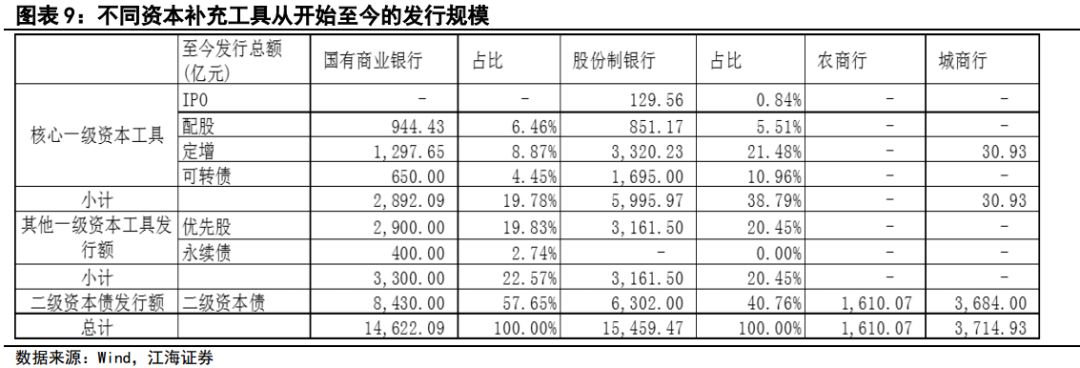 图表 9：不同资本补充工具从开始至今的发行规模
至今发行总额(亿元) 国有商业银行 占比 股份制银行 占比 农商行 城商行
核心一级资本工具 IPO - - 129.56 0.84% - -
配股 944.43 6.46% 851.17 5.51% - -
定增 1,297.65 8.87% 3,320.23 21.48% - 30.93
可转债 650.00 4.45% 1,695.00 10.96% - -
小计 2,892.09 19.78% 5,995.97 38.79% - 30.93
其他一级资本工具发行额 优先股 2,900.00 19.83% 3,161.50 20.45% - -
永续债 400.00 2.74% - 0.00% - -
小计 3,300.00 22.57% 3,161.50 20.45% - -
二级资本债发行额 二级资本债 8,430.00 57.65% 6,302.00 40.76% 1,610.07 3,684.00
总计 14,622.09 100.00% 15,459.47 100.00% 1,610.07 3,714.93
数据来源：Wind，江海证券